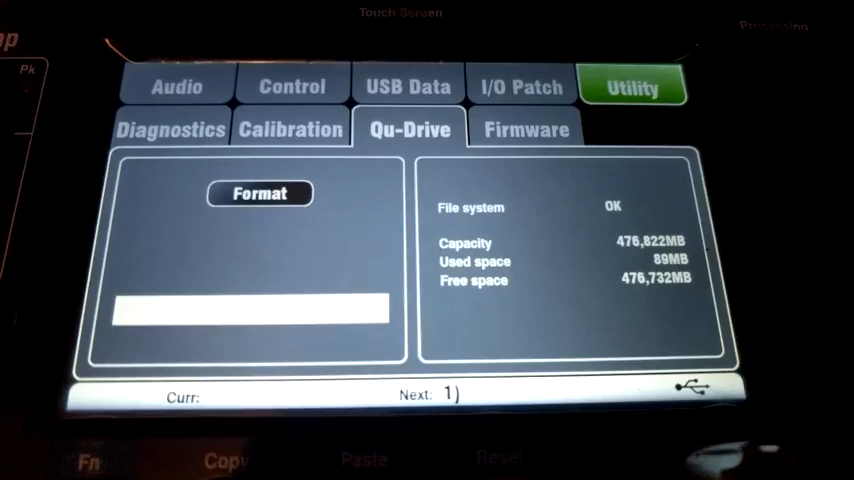 Touch Screen
Processing
Pk
Audio Control USB Data I/O Patch Utility
Diagnostics Calibration Qu-Drive Firmware
Format
File system OK
Capacity 476,822MB
Used space 89MB
Free space 476,732MB
Curr: Next: 1)
Fn Copy Paste Reset